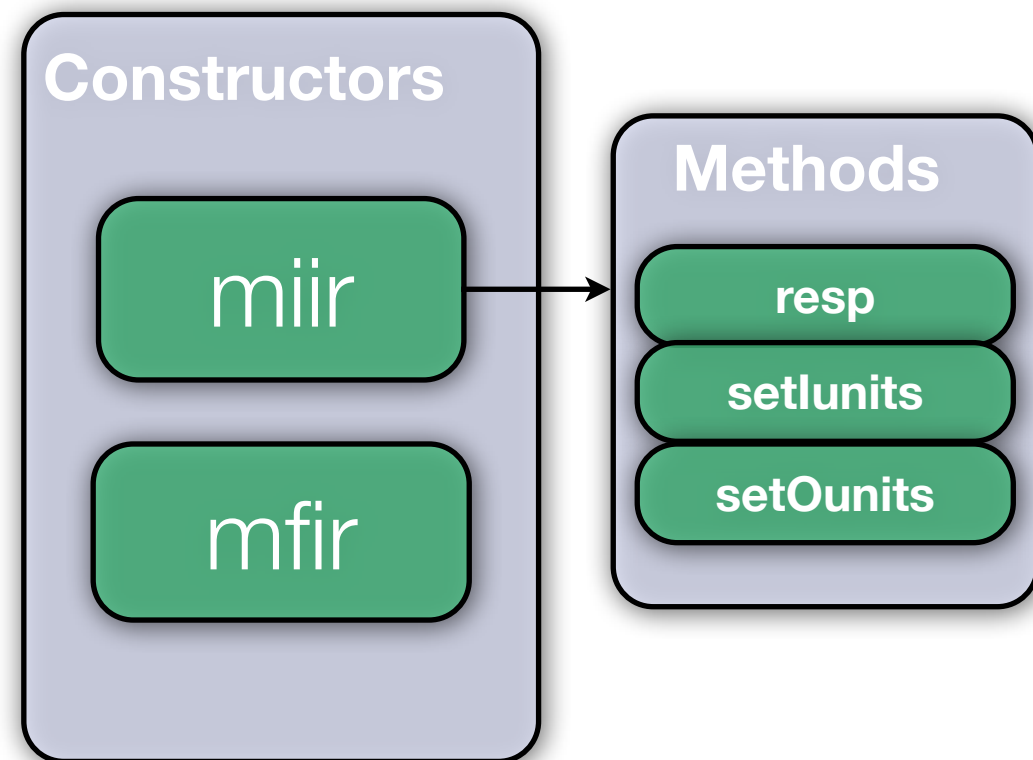 Constructors
miir
mfir
Methods
resp
setIunits
setOunits